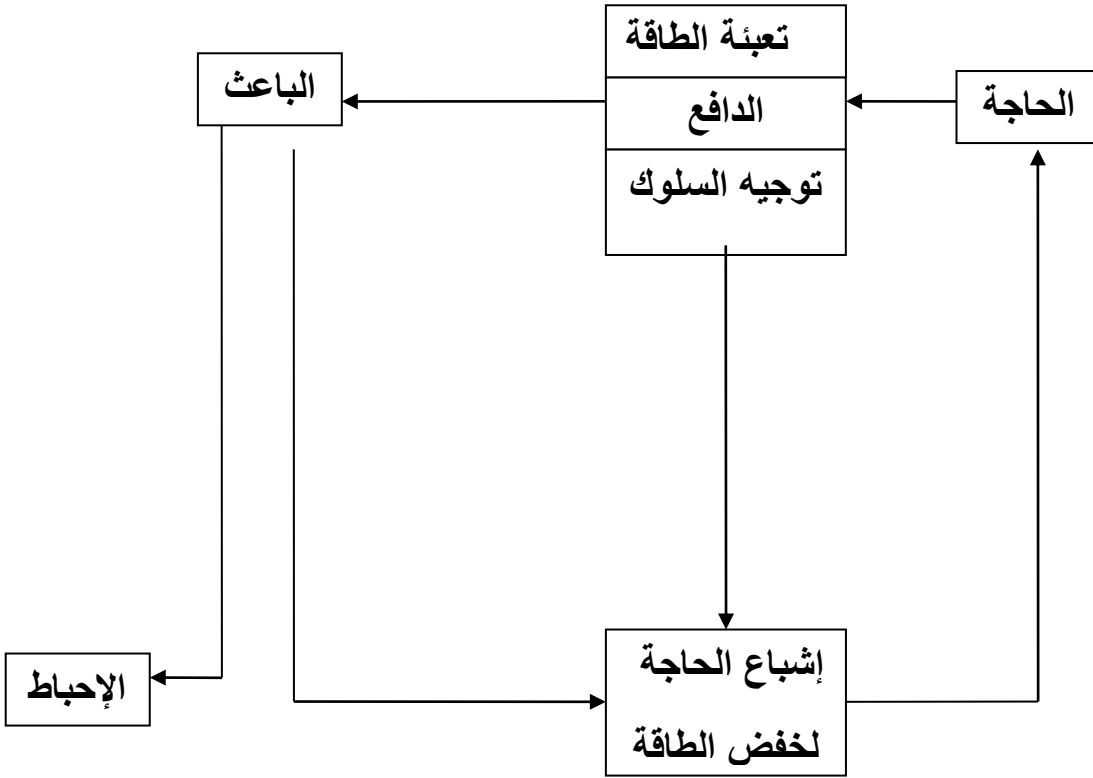 تعبئة الطاقة
الحاجة
الدافع
الباعث
توجيه السلوك
إشباع الحاجة
لخفض الطاقة
الإحباط